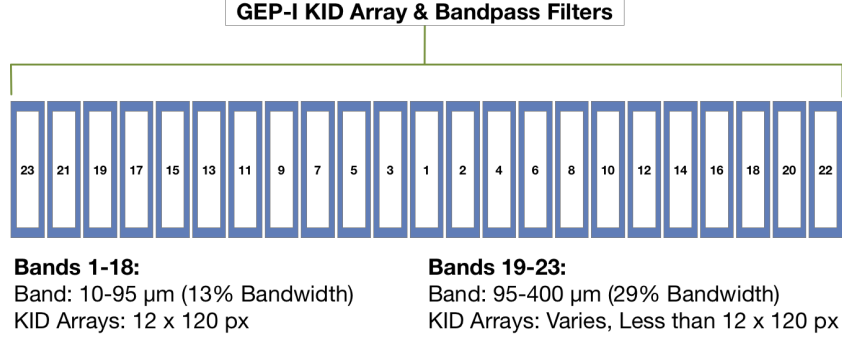 GEP-I KID Array & Bandpass Filters
23 21 19 17 15 13 11 9 7 5 3 1 2 4 6 8 10 12 14 16 18 20 22
Bands 1-18:
Band: 10-95 µm (13% Bandwidth)
KID Arrays: 12 x 120 px
Bands 19-23:
Band: 95-400 µm (29% Bandwidth)
KID Arrays: Varies, Less than 12 x 120 px